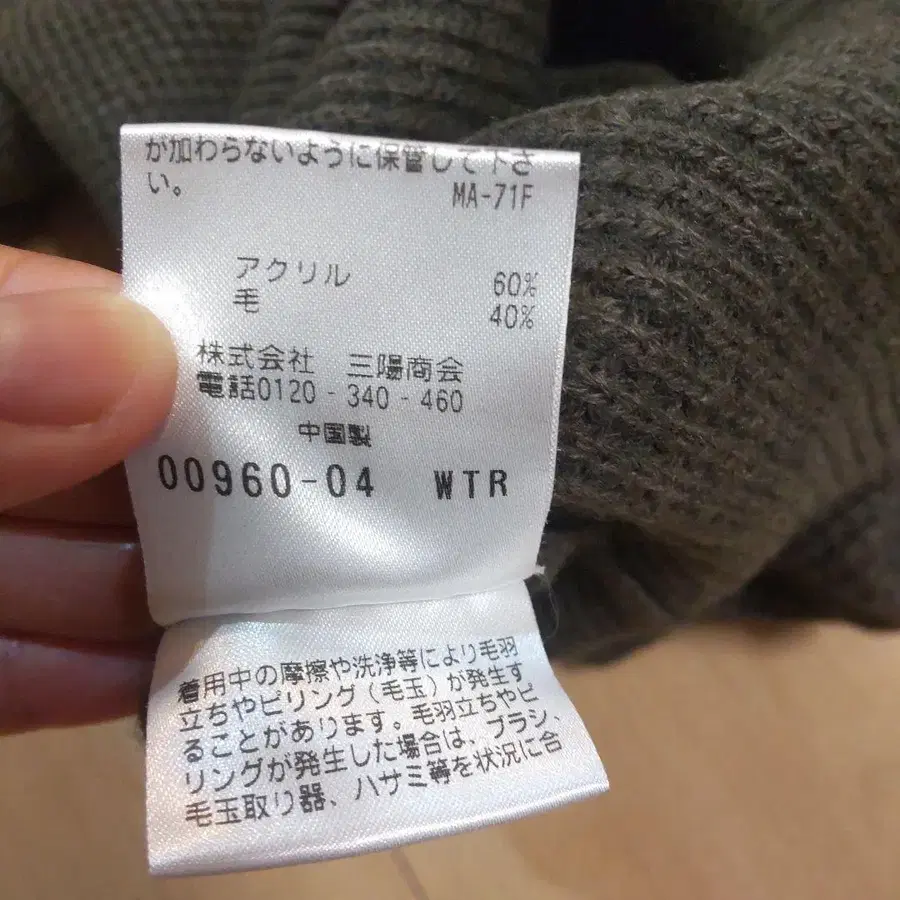 が加わらないように保管して下さ
い。
MA-71F
アクリル 60%
毛 40%
株式会社 三陽商会
電話0120-340-460
中国製
00960-04 WTR
着用中の摩擦や洗浄等により毛羽
立ちやピリング(毛玉)が発生す
ることがあります。毛羽立ちやピ
リングが発生した場合は、ブラシ、
毛玉取り器、ハサミ等を状況に合